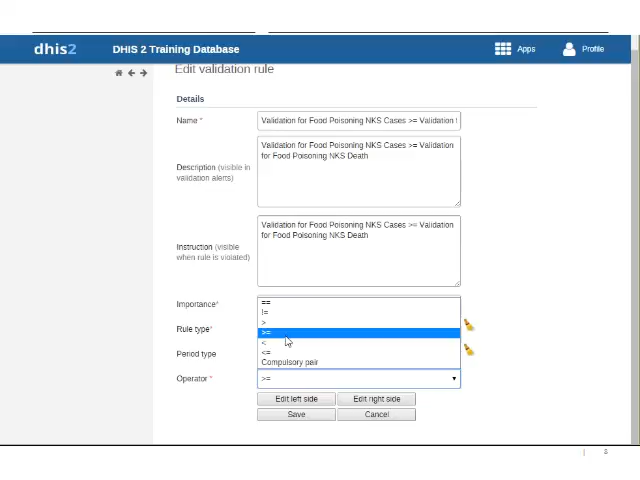 dhis2
DHIS 2 Training Database
Apps
Profile
Edit validation rule
Details
Name *
Validation for Food Poisoning NKS Cases >= Validation f
Description (visible in
validation alerts)
Validation for Food Poisoning NKS Cases >= Validation
for Food Poisoning NKS Death
Instruction (visible
when rule is violated)
Validation for Food Poisoning NKS Cases >= Validation
for Food Poisoning NKS Death
Importance*
Rule type*
Period type
==
!=
>
>=
<
<=
Compulsory pair
Operator *
>=
Edit left side
Edit right side
Save
Cancel
|